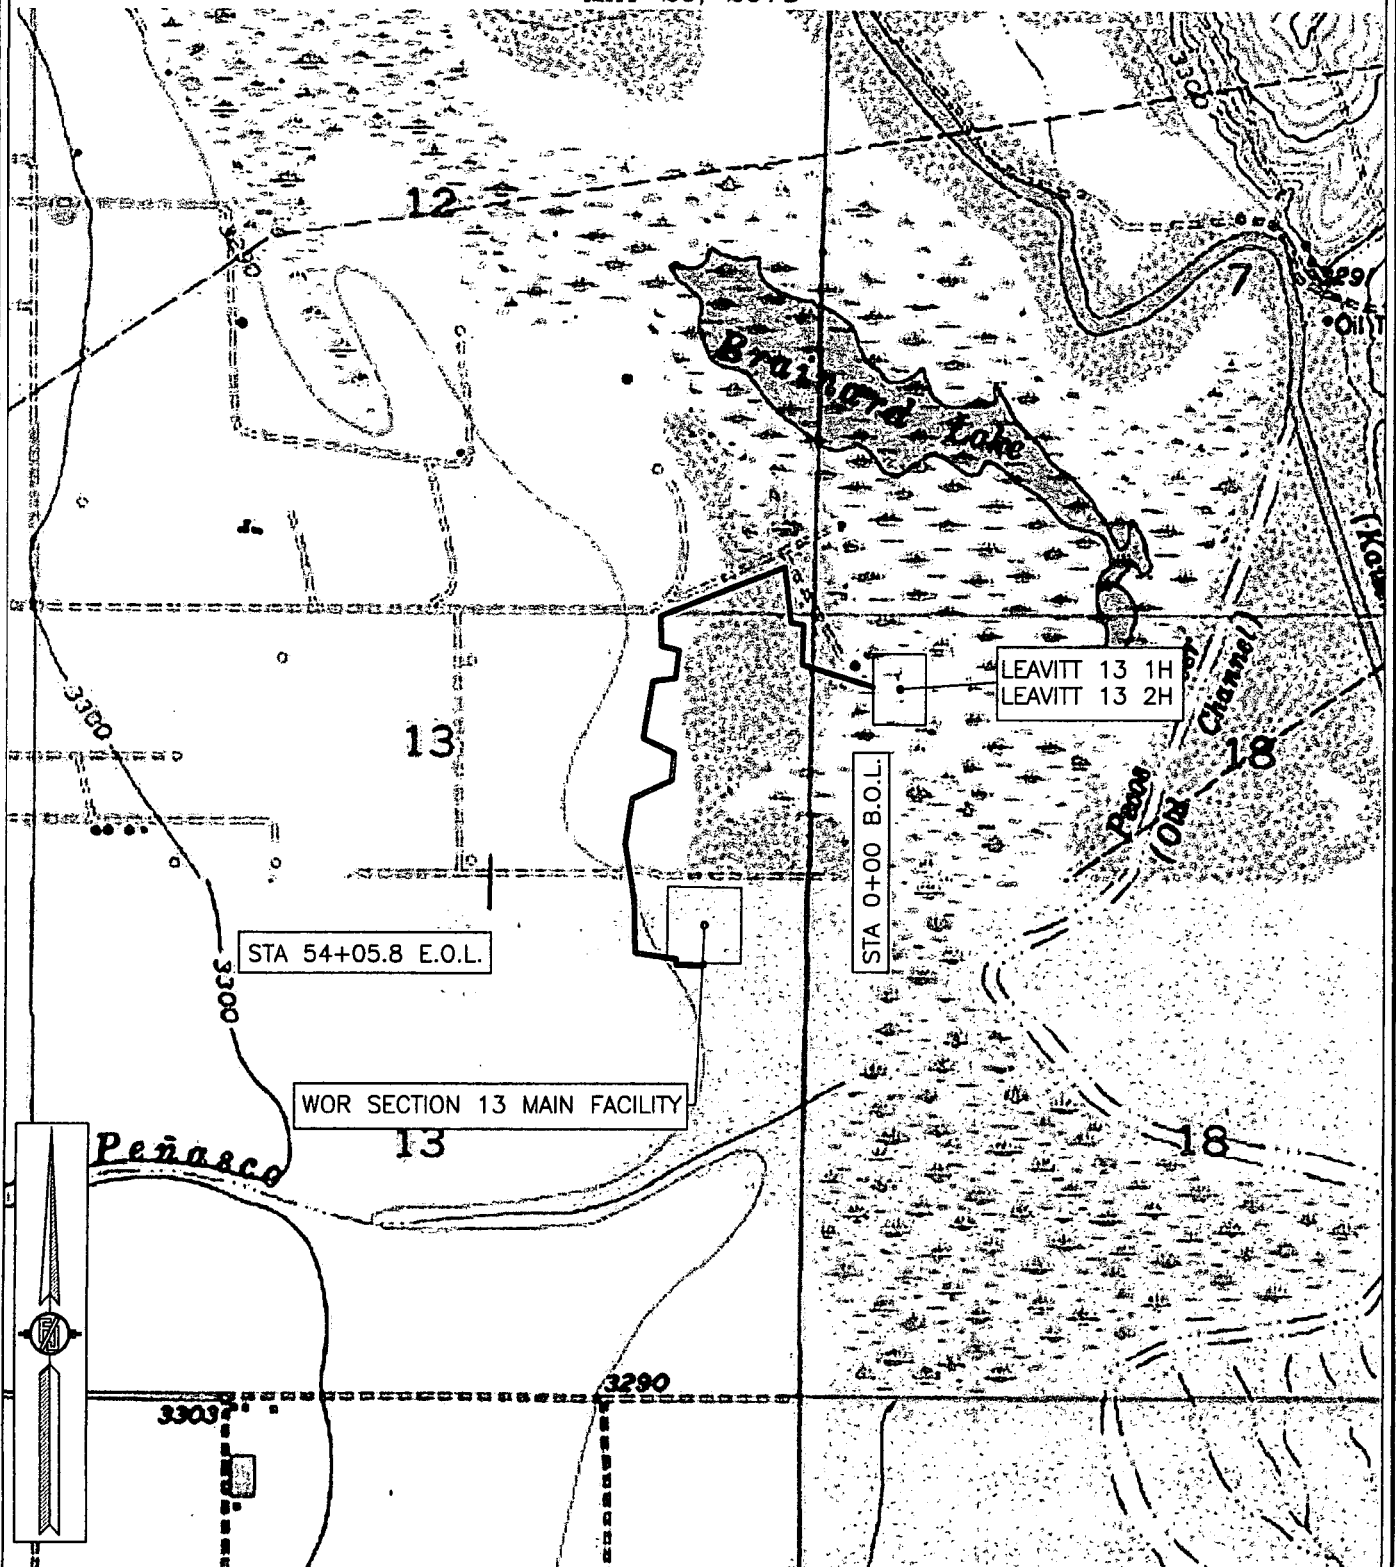 3300
12
7
Brainard Lake
LEAVITT 13 1H
LEAVITT 13 2H
3300
13
Channel)
18
Pecos
(Old
STA 0+00 B.O.L.
STA 54+05.8 E.O.L.
3300
WOR SECTION 13 MAIN FACILITY
13
18
Peñasco
3290
3303